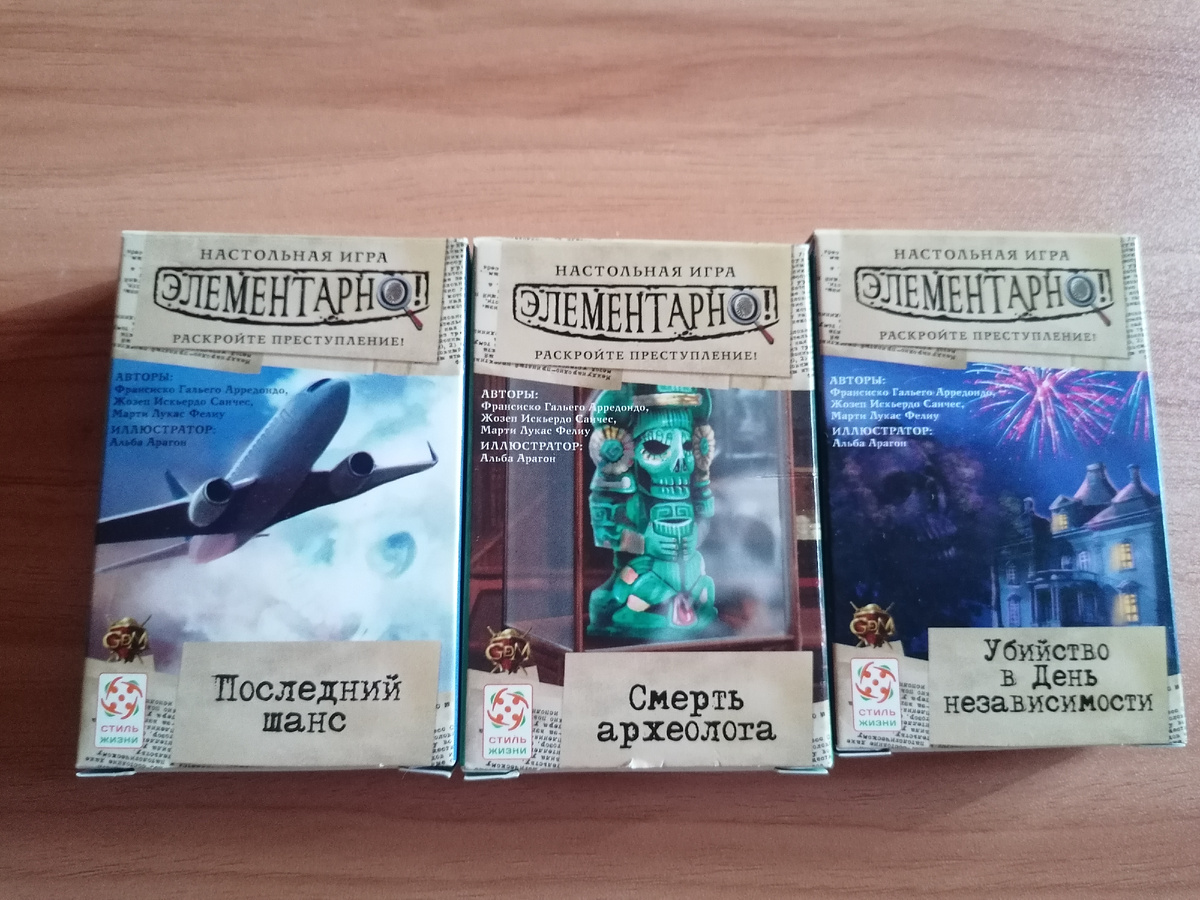 НАСТОЛЬНАЯ ИГРА
ЭЛЕМЕНТАРНО!
РАСКРОЙТЕ ПРЕСТУПЛЕНИЕ!
АВТОРЫ:
Франсиско Гальего Арредондо,
Жозеп Искьердо Санчес,
Марти Лукас Фелиу
ИЛЛЮСТРАТОР:
Альба Арагон
GDM
СТИЛЬ
ЖИЗНИ
Последний
шанс
НАСТОЛЬНАЯ ИГРА
ЭЛЕМЕНТАРНО!
РАСКРОЙТЕ ПРЕСТУПЛЕНИЕ!
АВТОРЫ:
Франсиско Гальего Арредондо,
Жозеп Искьердо Санчес,
Марти Лукас Фелиу
ИЛЛЮСТРАТОР:
Альба Арагон
GDM
СТИЛЬ
ЖИЗНИ
Смерть
археолога
НАСТОЛЬНАЯ ИГРА
ЭЛЕМЕНТАРНО!
РАСКРОЙТЕ ПРЕСТУПЛЕНИЕ!
АВТОРЫ:
Франсиско Гальего Арредондо,
Жозеп Искьердо Санчес,
Марти Лукас Фелиу
ИЛЛЮСТРАТОР:
Альба Арагон
GDM
СТИЛЬ
ЖИЗНИ
Убийство
в День
независимости